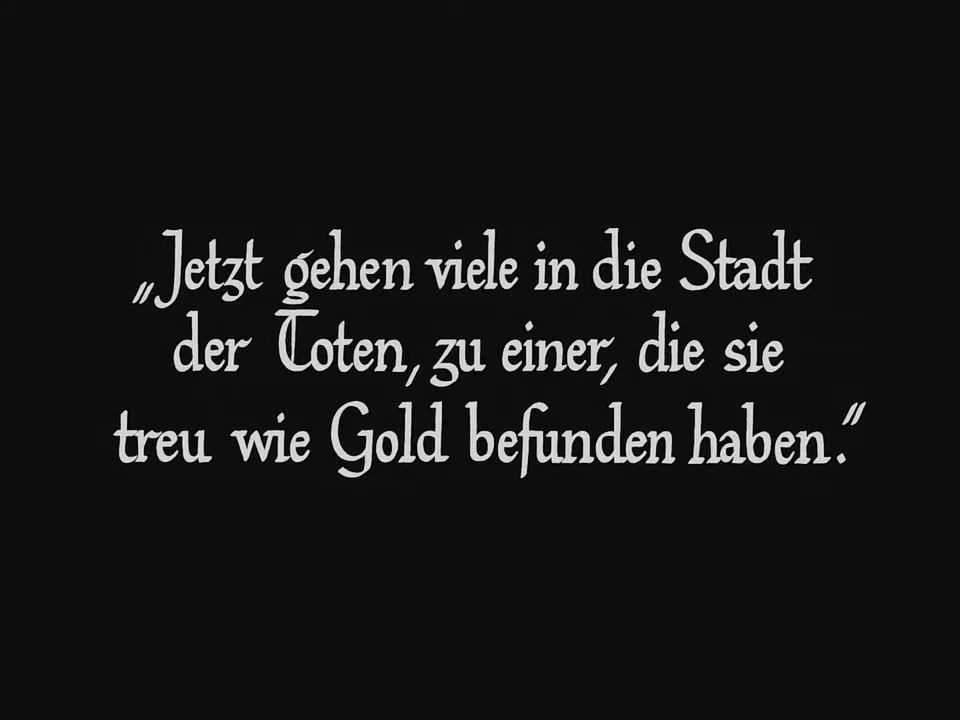 „Jetzt gehen viele in die Stadt
der Toten, zu einer, die sie
treu wie Gold befunden haben.“